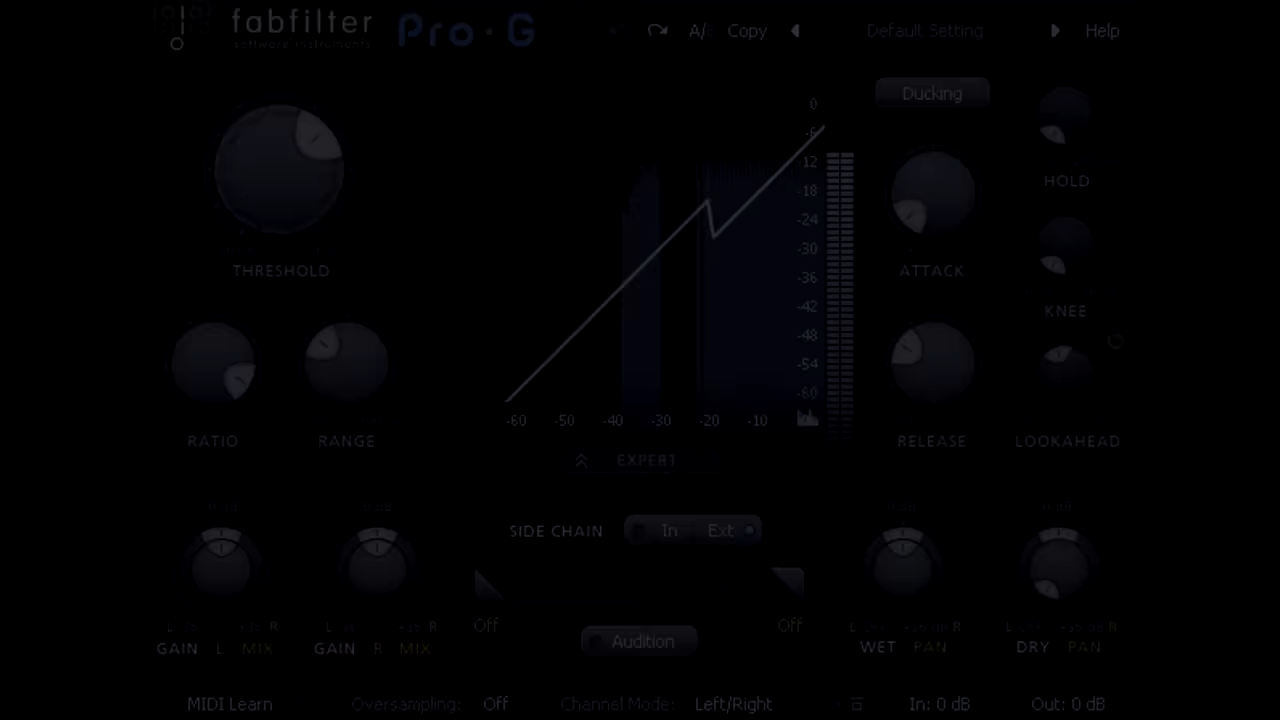 fabfilter Pro·G
software instruments
A/ Copy Default Setting Help
Ducking
0
-6
-12
-18
-24
-30
-36
-42
-48
-54
-60
HOLD
THRESHOLD
ATTACK
KNEE
-60 -50 -40 -30 -20 -10
RATIO RANGE
RELEASE LOOKAHEAD
EXPERT
SIDE CHAIN In Ext
Off Off
L R L R
L R L R
GAIN L MIX GAIN R MIX
Audition
WET PAN DRY PAN
MIDI Learn Oversampling: Off Channel Mode: Left/Right In: 0 dB Out: 0 dB